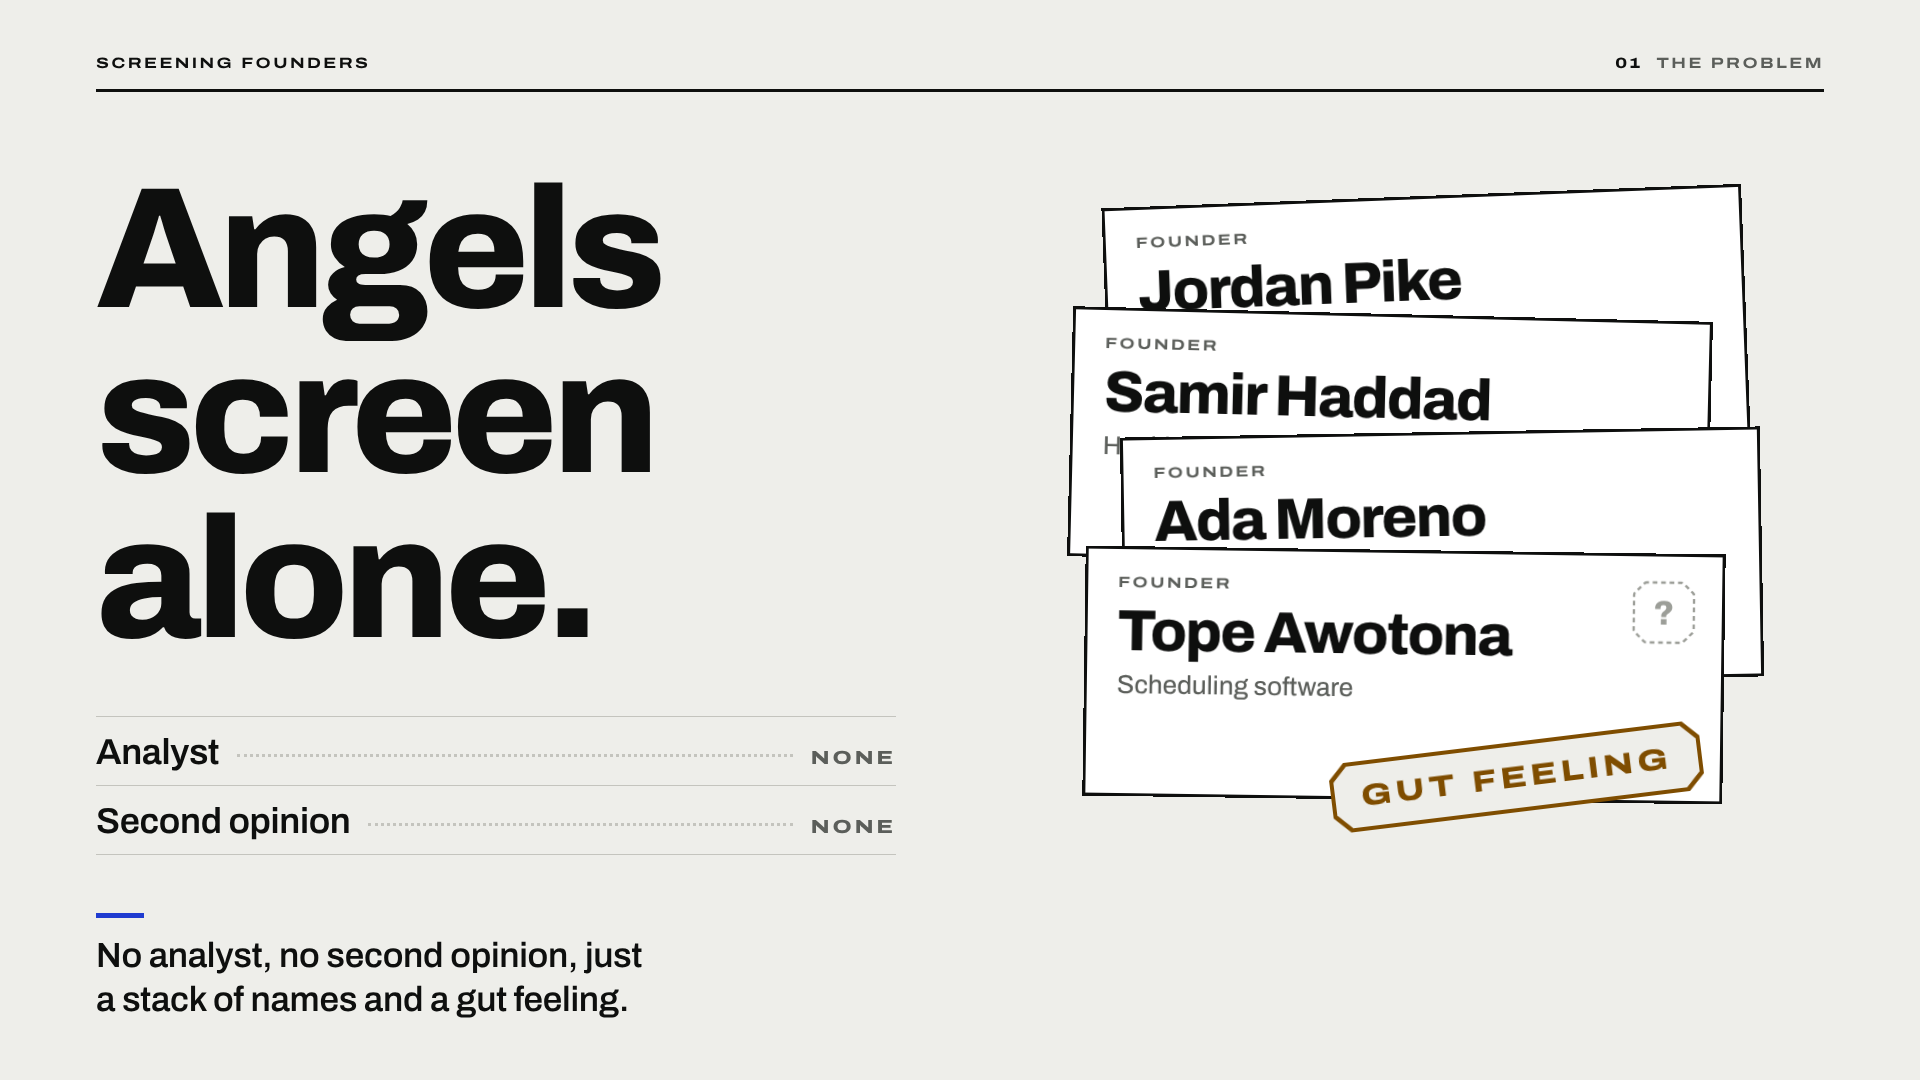 SCREENING FOUNDERS
01 THE PROBLEM
Angels
screen
alone.
Analyst NONE
Second opinion NONE
No analyst, no second opinion, just
a stack of names and a gut feeling.
FOUNDER
Jordan Pike
FOUNDER
Samir Haddad
FOUNDER
Ada Moreno
FOUNDER
?
Tope Awotona
Scheduling software
GUT FEELING